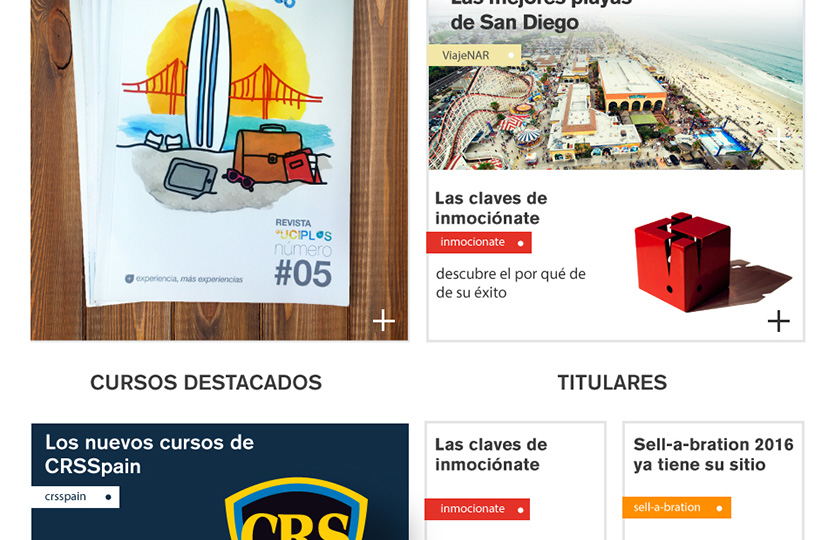 REVISTA
UCIPLUS
número
#05
experiencia, más experiencias
Las mejores playas
de San Diego
ViajeNAR
Las claves de
inmociónate
inmocionate
descubre el por qué de
de su éxito
CURSOS DESTACADOS
TITULARES
Los nuevos cursos de
CRSSpain
crsspain
CRS
Las claves de
inmociónate
inmocionate
Sell-a-bration 2016
ya tiene su sitio
sell-a-bration